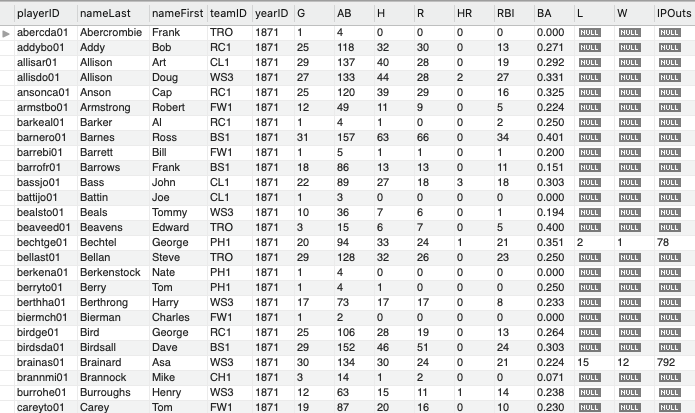 playerID nameLast nameFirst teamID yearID G AB H R HR RBI BA L W IPOuts
abercda01 Abercrombie Frank TRO 1871 1 4 0 0 0 0 0.000 NULL NULL NULL
addybo01 Addy Bob RC1 1871 25 118 32 30 0 13 0.271 NULL NULL NULL
allisar01 Allison Art CL1 1871 29 137 40 28 0 19 0.292 NULL NULL NULL
allisdo01 Allison Doug WS3 1871 27 133 44 28 2 27 0.331 NULL NULL NULL
ansonca01 Anson Cap RC1 1871 25 120 39 29 0 16 0.325 NULL NULL NULL
armstbo01 Armstrong Robert FW1 1871 12 49 11 9 0 5 0.224 NULL NULL NULL
barkeal01 Barker Al RC1 1871 1 4 1 0 0 2 0.250 NULL NULL NULL
barnero01 Barnes Ross BS1 1871 31 157 63 66 0 34 0.401 NULL NULL NULL
barrebi01 Barrett Bill FW1 1871 1 5 1 1 0 1 0.200 NULL NULL NULL
barrofr01 Barrows Frank BS1 1871 18 86 13 13 0 11 0.151 NULL NULL NULL
bassjo01 Bass John CL1 1871 22 89 27 18 3 18 0.303 NULL NULL NULL
battijo01 Battin Joe CL1 1871 1 3 0 0 0 0 0.000 NULL NULL NULL
bealsto01 Beals Tommy WS3 1871 10 36 7 6 0 1 0.194 NULL NULL NULL
beaveed01 Beavens Edward TRO 1871 3 15 6 7 0 5 0.400 NULL NULL NULL
bechtge01 Bechtel George PH1 1871 20 94 33 24 1 21 0.351 2 1 78
bellast01 Bellan Steve TRO 1871 29 128 32 26 0 23 0.250 NULL NULL NULL
berkena01 Berkenstock Nate PH1 1871 1 4 0 0 0 0 0.000 NULL NULL NULL
berryto01 Berry Tom PH1 1871 1 4 1 0 0 0 0.250 NULL NULL NULL
berthha01 Berthrong Harry WS3 1871 17 73 17 17 0 8 0.233 NULL NULL NULL
biermch01 Bierman Charles FW1 1871 1 2 0 0 0 0 0.000 NULL NULL NULL
birdge01 Bird George RC1 1871 25 106 28 19 0 13 0.264 NULL NULL NULL
birdsda01 Birdsall Dave BS1 1871 29 152 46 51 0 24 0.303 NULL NULL NULL
brainas01 Brainard Asa WS3 1871 30 134 30 24 0 21 0.224 15 12 792
brannmi01 Brannock Mike CH1 1871 3 14 1 2 0 0 0.071 NULL NULL NULL
burrohe01 Burroughs Henry WS3 1871 12 63 15 11 1 14 0.238 NULL NULL NULL
careyto01 Carey Tom FW1 1871 19 87 20 16 0 10 0.230 NULL NULL NULL